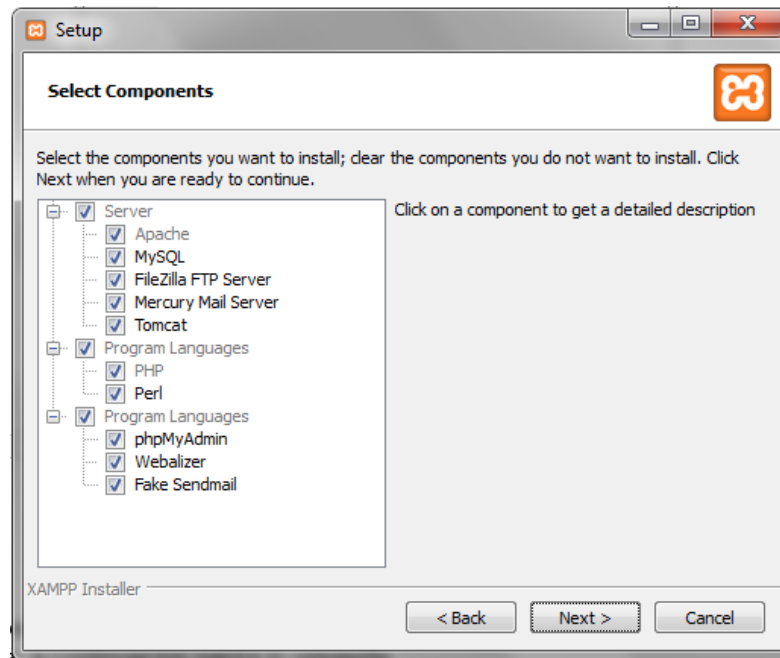 Setup
Select Components
Select the components you want to install; clear the components you do not want to install. Click
Next when you are ready to continue.
Server
Apache
MySQL
FileZilla FTP Server
Mercury Mail Server
Tomcat
Program Languages
PHP
Perl
Program Languages
phpMyAdmin
Webalizer
Fake Sendmail
Click on a component to get a detailed description
XAMPP Installer
< Back
Next >
Cancel